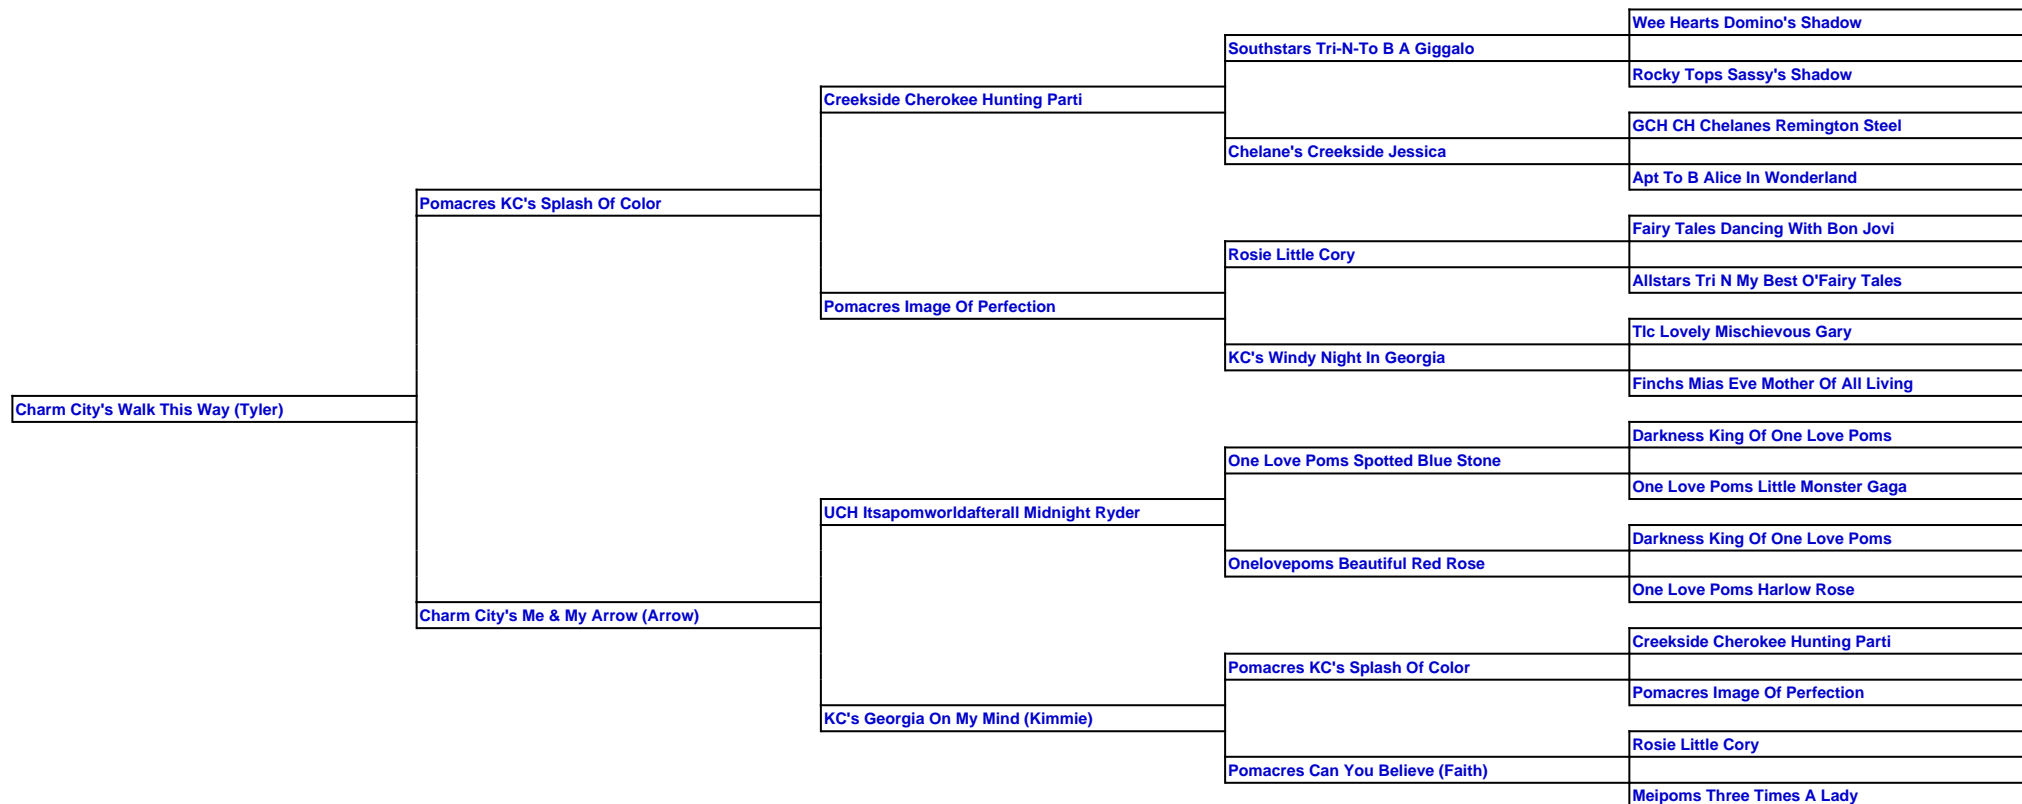 Wee Hearts Domino's Shadow
Southstars Tri-N-To B A Giggalo
Rocky Tops Sassy's Shadow
Creekside Cherokee Hunting Parti
GCH CH Chelanes Remington Steel
Chelane's Creekside Jessica
Apt To B Alice In Wonderland
Pomacres KC's Splash Of Color
Fairy Tales Dancing With Bon Jovi
Rosie Little Cory
Allstars Tri N My Best O'Fairy Tales
Pomacres Image Of Perfection
Tlc Lovely Mischievous Gary
KC's Windy Night In Georgia
Finchs Mias Eve Mother Of All Living
Charm City's Walk This Way (Tyler)
Darkness King Of One Love Poms
One Love Poms Spotted Blue Stone
One Love Poms Little Monster Gaga
UCH Itsapomworldafterall Midnight Ryder
Darkness King Of One Love Poms
Onelovepoms Beautiful Red Rose
One Love Poms Harlow Rose
Charm City's Me & My Arrow (Arrow)
Creekside Cherokee Hunting Parti
Pomacres KC's Splash Of Color
Pomacres Image Of Perfection
KC's Georgia On My Mind (Kimmie)
Rosie Little Cory
Pomacres Can You Believe (Faith)
Meipoms Three Times A Lady